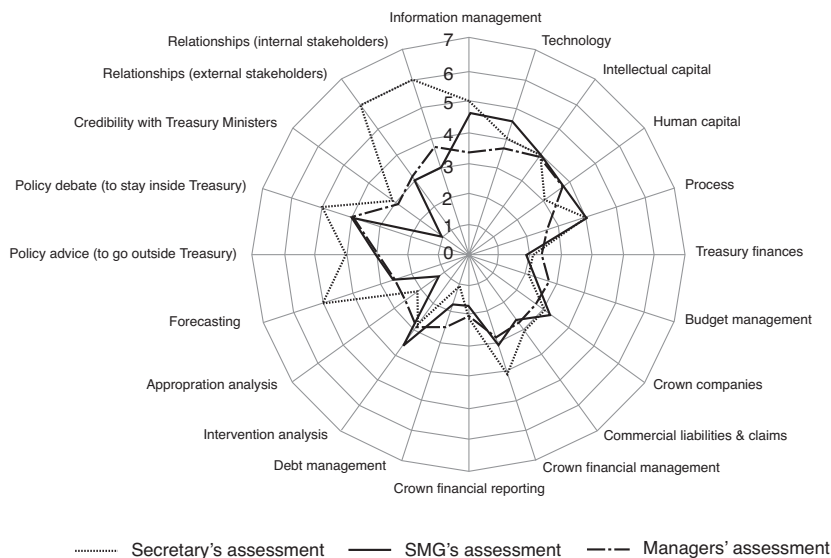 Information management
7
Relationships (internal stakeholders)
Technology
6
Relationships (external stakeholders)
Intellectual capital
5
Credibility with Treasury Ministers
Human capital
4
3
Policy debate (to stay inside Treasury)
Process
2
1
Policy advice (to go outside Treasury)
0
Treasury finances
Forecasting
Budget management
Appropration analysis
Crown companies
Intervention analysis
Commercial liabilities & claims
Debt management
Crown financial management
Crown financial reporting
Secretary's assessment
SMG's assessment
Managers' assessment